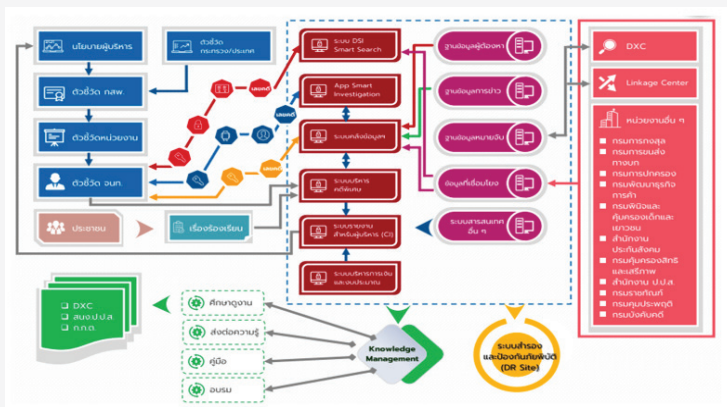 นโยบายผู้บริหาร
ตัวชี้วัด
กระทรวง/ประเทศ
ตัวชี้วัด กสพ.
ตัวชี้วัดหน่วยงาน
ตัวชี้วัด จนท.
ประชาชน
เรื่องร้องเรียน
เลขคดี
เลขคดี
เลขคดี
ระบบ DSI
Smart Search
App Smart
Investigation
ระบบคลังข้อมูลฯ
ระบบบริหาร
คดีพิเศษ
ระบบรายงาน
สำหรับผู้บริหาร (CI)
ระบบบริหารการเงิน
และงบประมาณ
ฐานข้อมูลผู้ต้องหา
ฐานข้อมูลการข่าว
ฐานข้อมูลหมายจับ
ข้อมูลที่เชื่อมโยง
ระบบสารสนเทศ
อื่น ๆ
DXC
Linkage Center
หน่วยงานอื่น ๆ
กรมการกงสุล
กรมการขนส่ง
ทางบก
กรมการปกครอง
กรมพัฒนาธุรกิจ
การค้า
กรมพินิจและ
คุ้มครองเด็กและ
เยาวชน
สำนักงาน
ประกันสังคม
กรมคุ้มครองสิทธิ
และเสรีภาพ
สำนักงาน ป.ป.ส.
กรมราชทัณฑ์
กรมคุมประพฤติ
กรมบังคับคดี
DXC
สนง.ป.ป.ส.
ก.ต.ด.
ศึกษาดูงาน
ส่งต่อความรู้
คู่มือ
อบรม
Knowledge
Management
ระบบสำรอง
และป้องกันภัยพิบัติ
(DR Site)